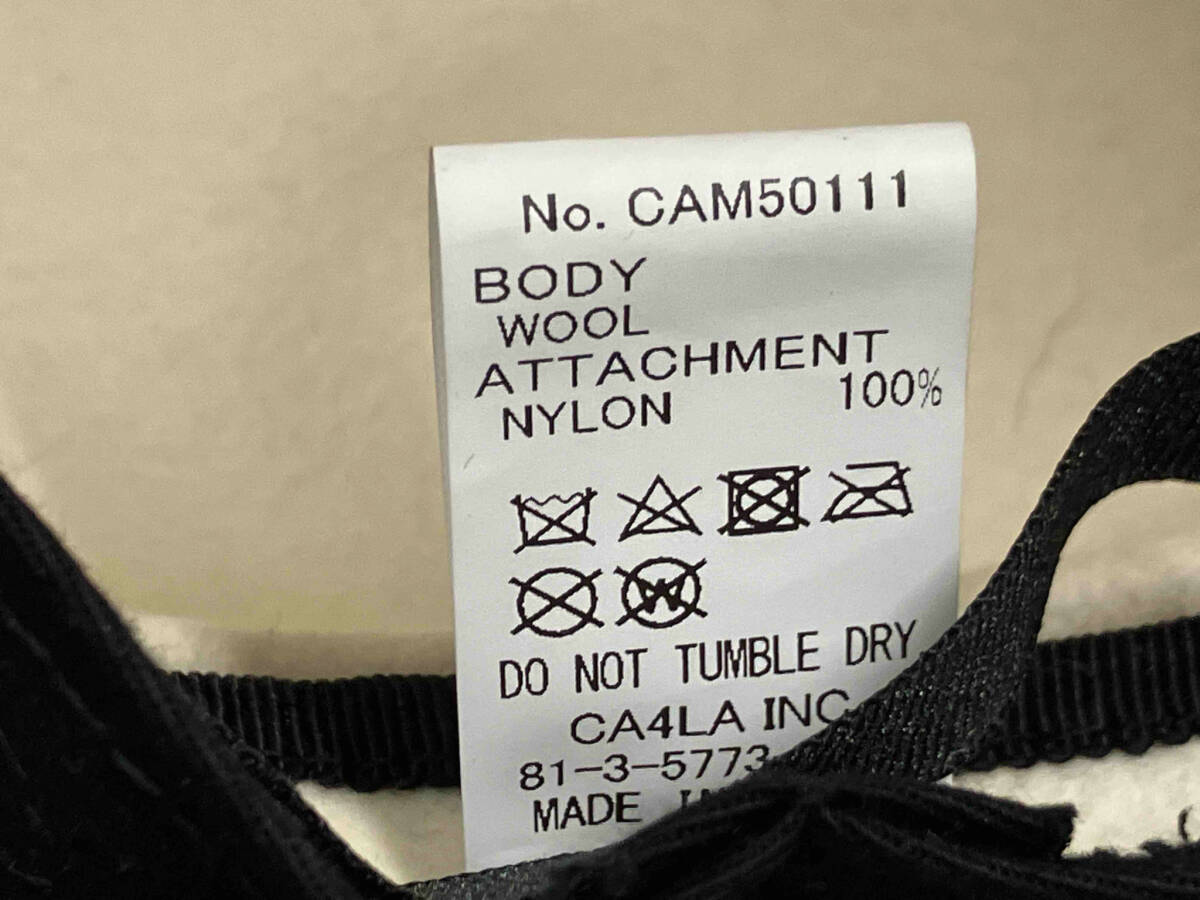 No. CAM50111
BODY
WOOL
ATTACHMENT
NYLON 100%
W
DO NOT TUMBLE DRY
CA4LA INC
81-3-5773-
MADE